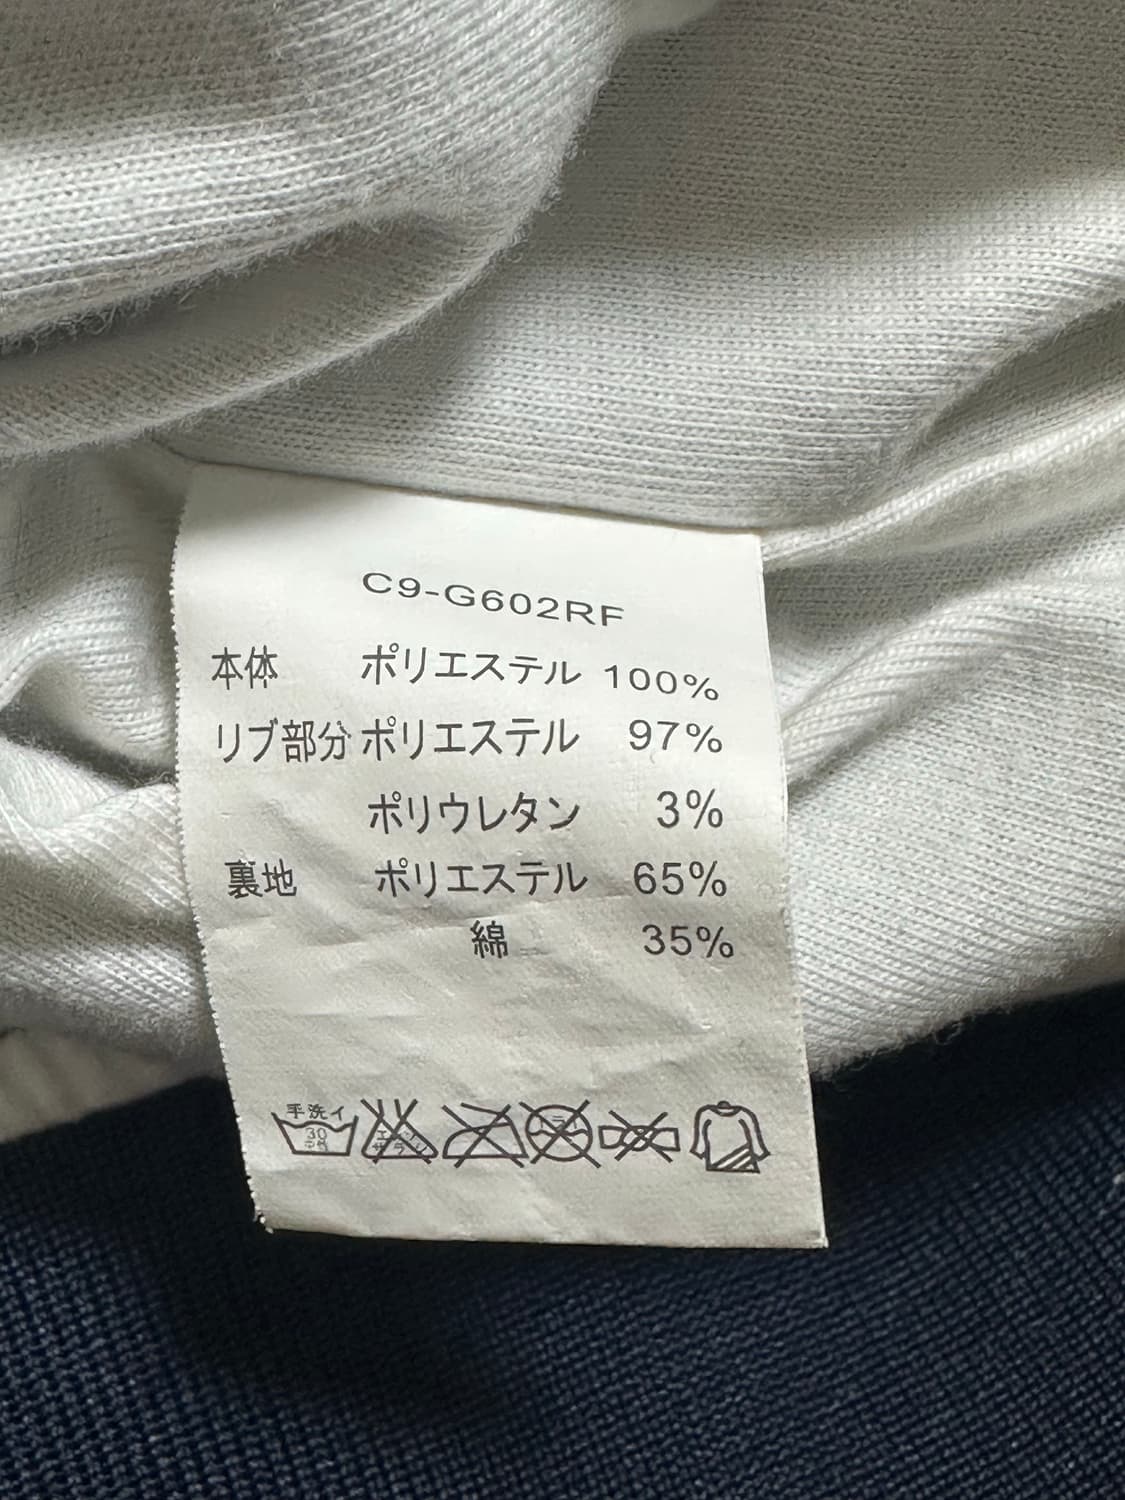 C9-G602RF
本体 ポリエステル 100%
リブ部分 ポリエステル 97%
ポリウレタン 3%
裏地 ポリエステル 65%
綿 35%
手洗イ
30